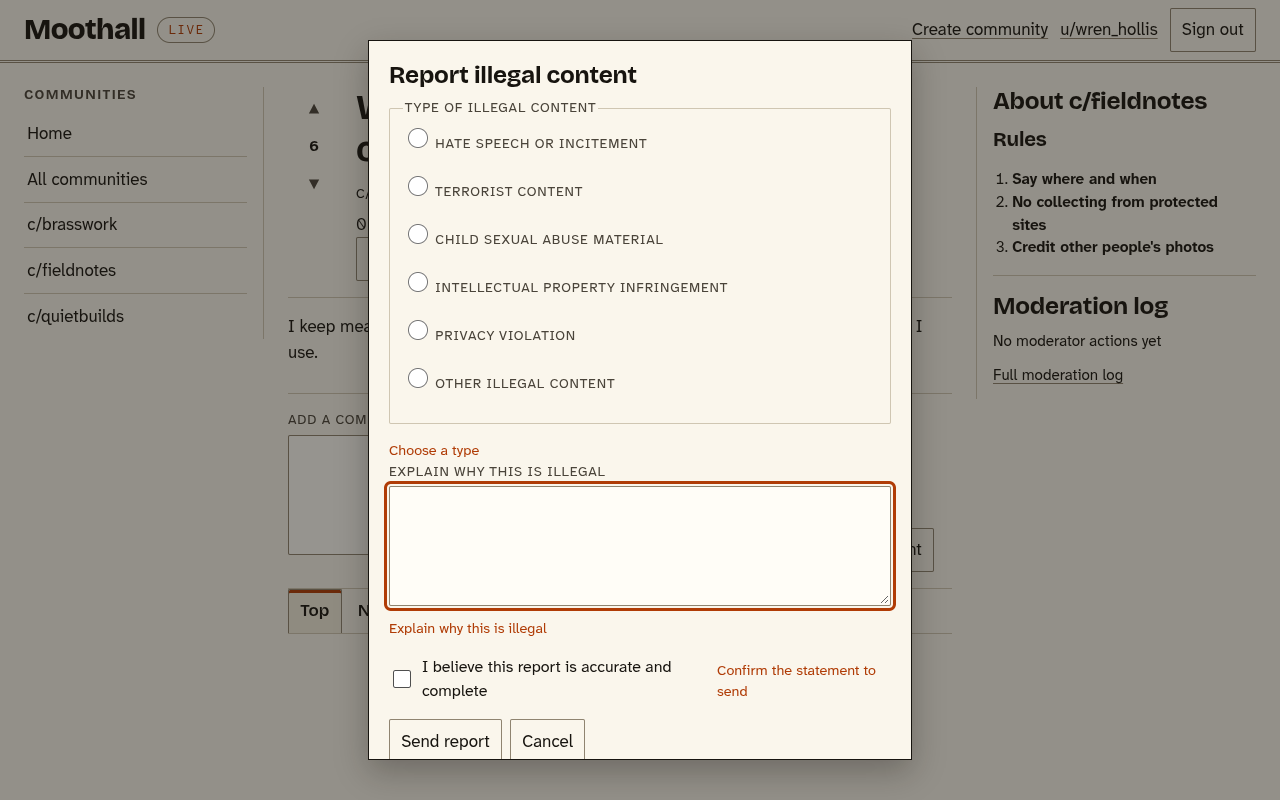 Moothall
LIVE
Create community
u/wren_hollis
Sign out
COMMUNITIES
Home
All communities
c/brasswork
c/fieldnotes
c/quietbuilds
6
I keep mea
I
use.
ADD A COM
Top
Report illegal content
TYPE OF ILLEGAL CONTENT
HATE SPEECH OR INCITEMENT
TERRORIST CONTENT
CHILD SEXUAL ABUSE MATERIAL
INTELLECTUAL PROPERTY INFRINGEMENT
PRIVACY VIOLATION
OTHER ILLEGAL CONTENT
Choose a type
EXPLAIN WHY THIS IS ILLEGAL
Explain why this is illegal
I believe this report is accurate and
complete
Confirm the statement to
send
Send report
Cancel
About c/fieldnotes
Rules
1. Say where and when
2. No collecting from protected
sites
3. Credit other people's photos
Moderation log
No moderator actions yet
Full moderation log